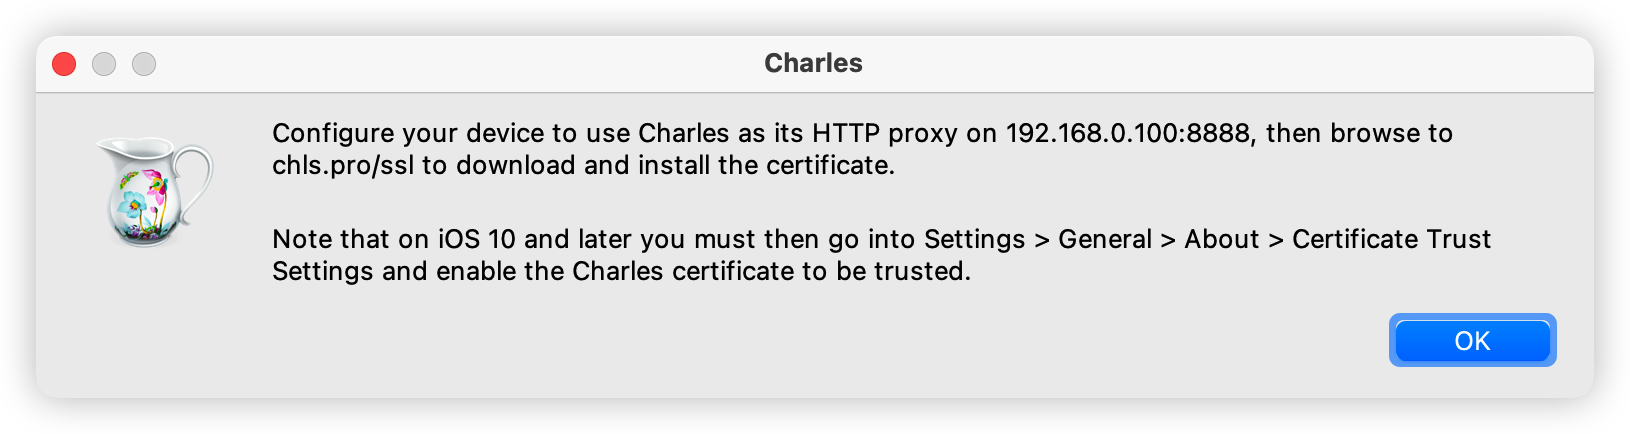 Charles
Configure your device to use Charles as its HTTP proxy on 192.168.0.100:8888, then browse to
chls.pro/ssl to download and install the certificate.
Note that on iOS 10 and later you must then go into Settings > General > About > Certificate Trust
Settings and enable the Charles certificate to be trusted.
OK